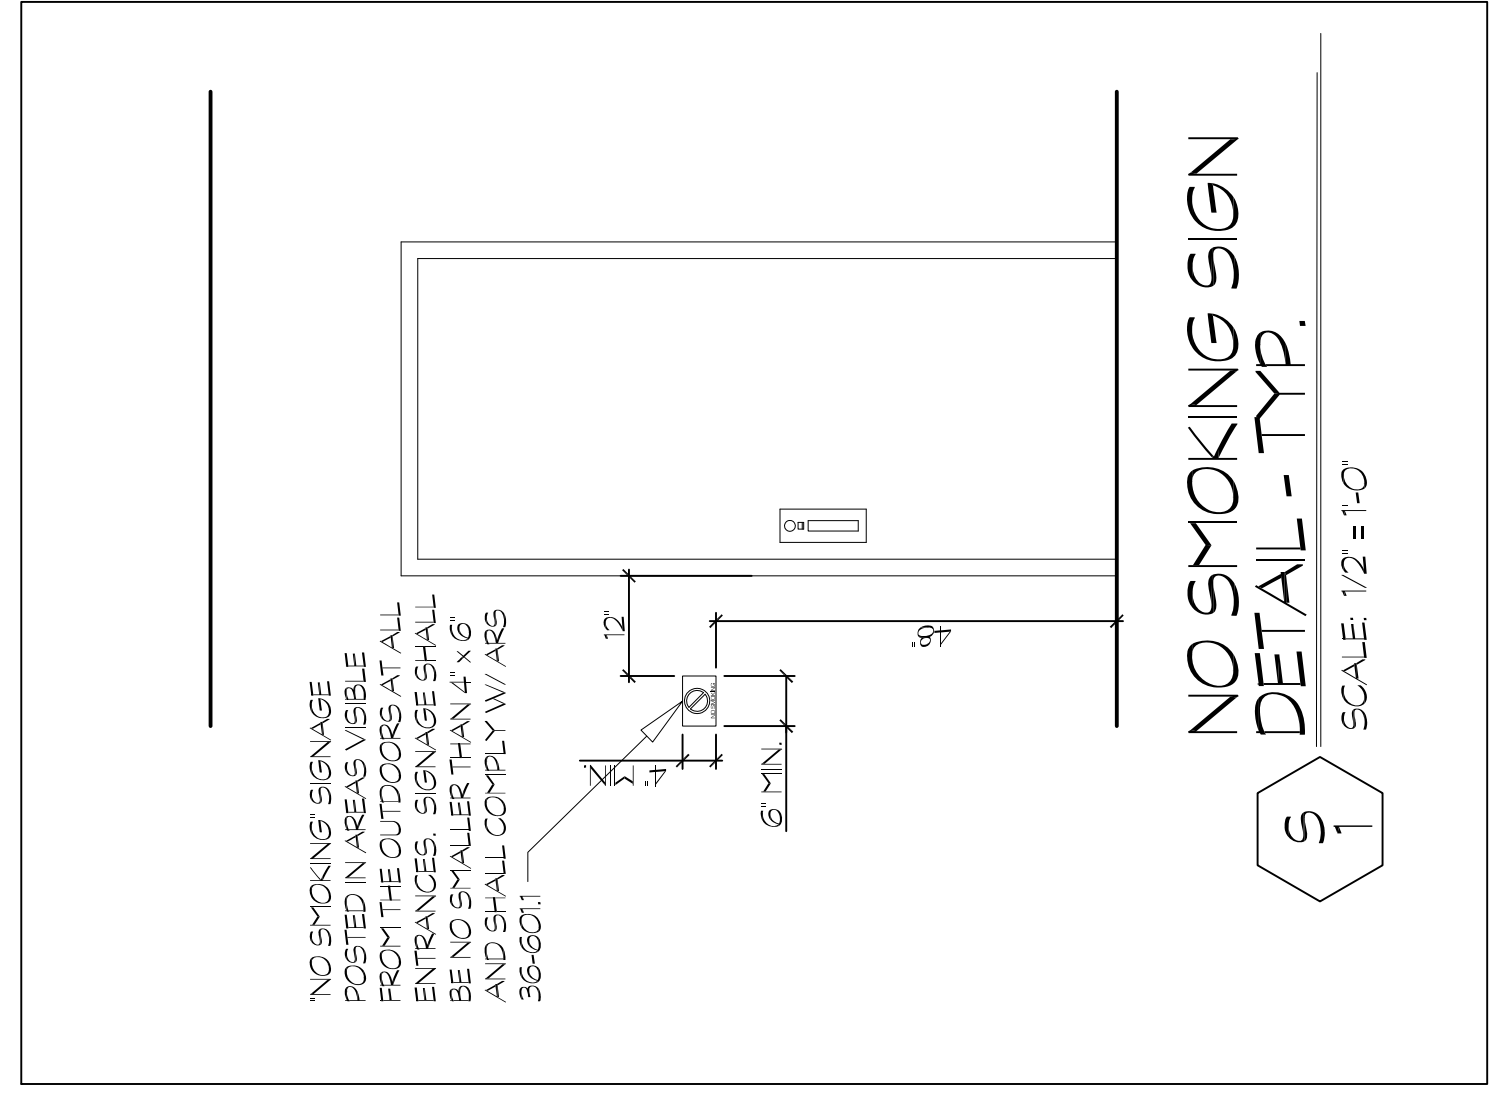 "NO SMOKING" SIGNAGE
POSTED IN AREAS VISIBLE
FROM THE OUTDOORS AT ALL
ENTRANCES. SIGNAGE SHALL
BE NO SMALLER THAN 4" x 6"
AND SHALL COMPLY W/ ARS
36-601.1
12"
4"
MIN.
NO SMOKING
6" MIN.
48"
NO SMOKING SIGN
DETAIL - TYP.
SCALE: 1/2" = 1'-0"
S
1